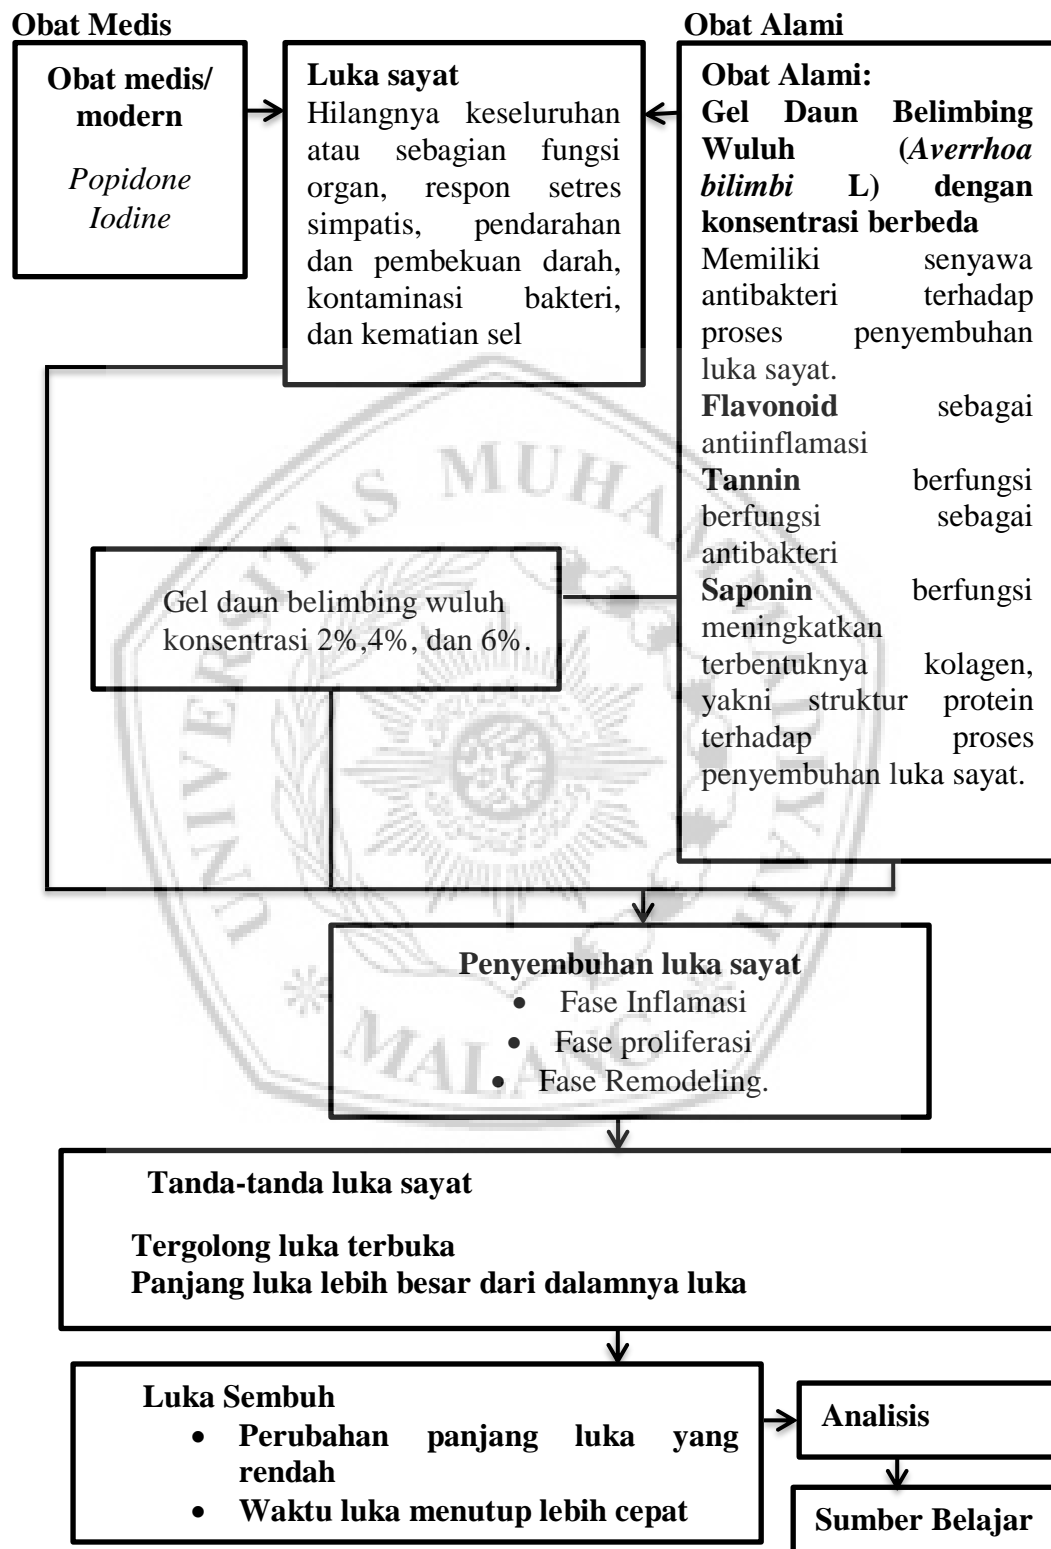 Obat Medis
Obat Alami
Obat medis/
modern
Popidone
Iodine
Luka sayat
Hilangnya keseluruhan
atau sebagian fungsi
organ, respon setres
simpatis, pendarahan
dan pembekuan darah,
kontaminasi bakteri,
dan kematian sel
Obat Alami:
Gel Daun Belimbing
Wuluh (Averrhoa
bilimbi L) dengan
konsentrasi berbeda
Memiliki senyawa
antibakteri terhadap
proses penyembuhan
luka sayat.
Flavonoid sebagai
antiinflamasi
Tannin berfungsi
berfungsi sebagai
antibakteri
Saponin berfungsi
meningkatkan
terbentuknya kolagen,
yakni struktur protein
terhadap proses
penyembuhan luka sayat.
Gel daun belimbing wuluh
konsentrasi 2%,4%, dan 6%.
Penyembuhan luka sayat
• Fase Inflamasi
• Fase proliferasi
• Fase Remodeling.
Tanda-tanda luka sayat
Tergolong luka terbuka
Panjang luka lebih besar dari dalamnya luka
Luka Sembuh
• Perubahan panjang luka yang
rendah
• Waktu luka menutup lebih cepat
Analisis
Sumber Belajar
UNIVERSITAS MUHAMMADIYAH
MALANG